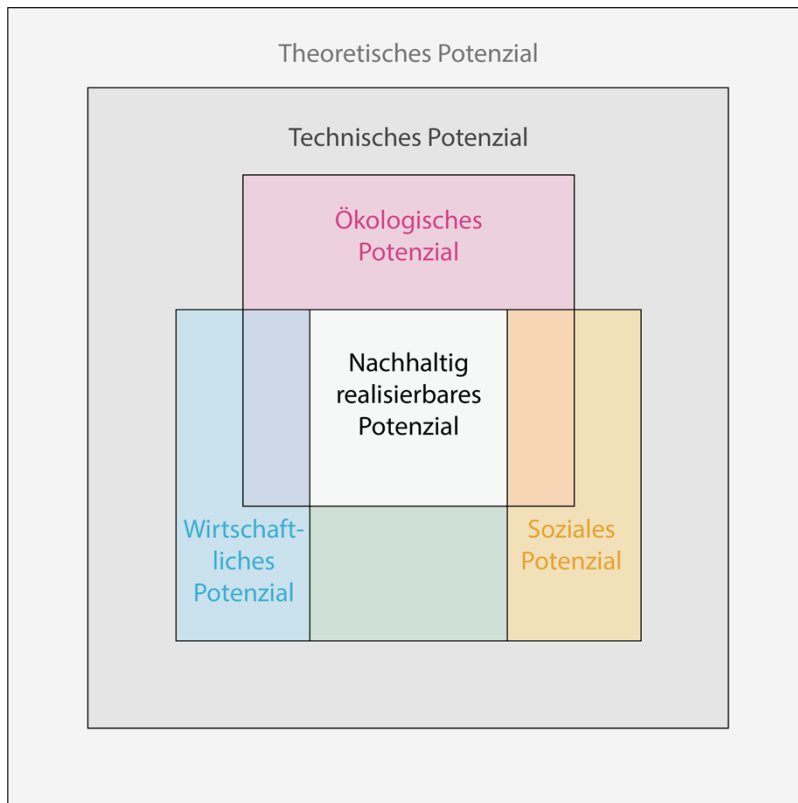 Theoretisches Potenzial
Technisches Potenzial
Ökologisches
Potenzial
Nachhaltig
realisierbares
Potenzial
Wirtschaft-
liches
Potenzial
Soziales
Potenzial